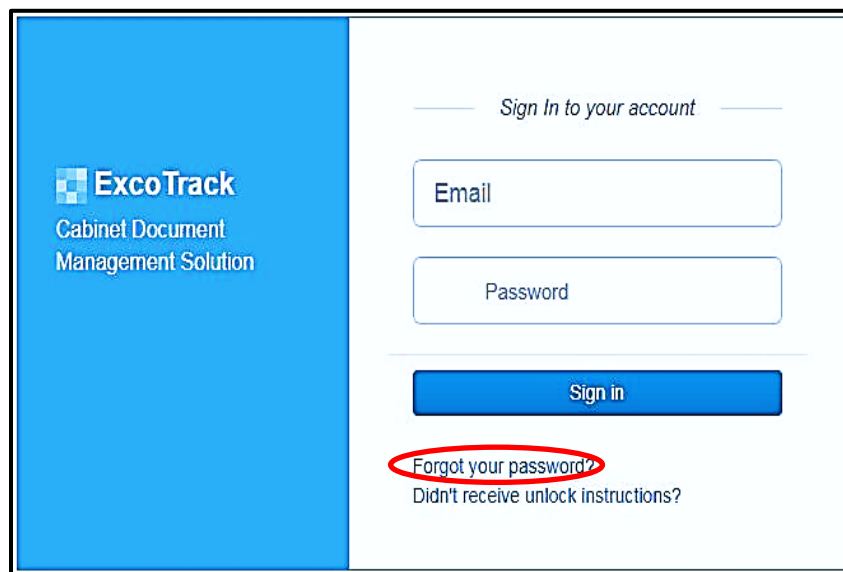 ExcoTrack
Cabinet Document
Management Solution
Sign In to your account
Email
Password
Sign in
Forgot your password?
Didn't receive unlock instructions?